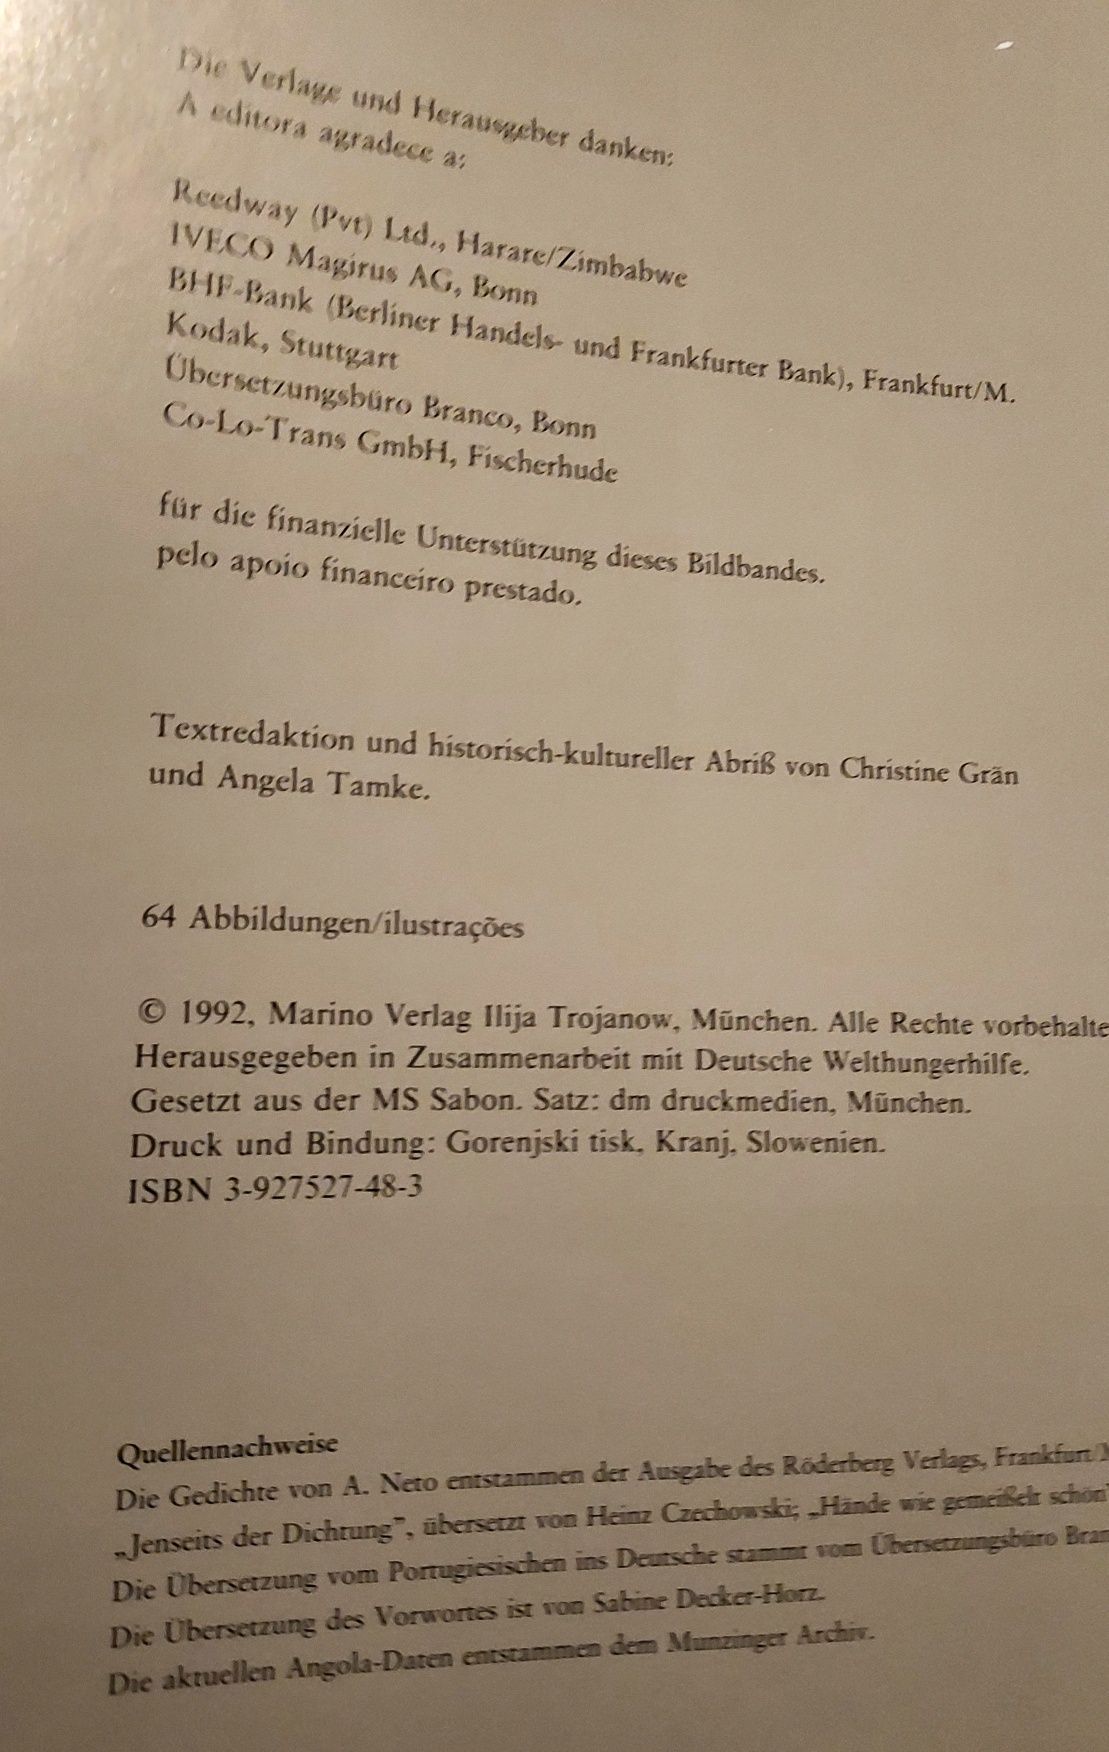 Die Verlage und Herausgeber danken:
A editora agradece a:
Reedway (Pvt) Ltd., Harare/Zimbabwe
IVECO Magirus AG, Bonn
BHF-Bank (Berliner Handels- und Frankfurter Bank), Frankfurt/M.
Kodak, Stuttgart
Übersetzungsbüro Branco, Bonn
Co-Lo-Trans GmbH, Fischerhude
für die finanzielle Unterstützung dieses Bildbandes.
pelo apoio financeiro prestado.
Textredaktion und historisch-kultureller Abriß von Christine Grän
und Angela Tamke.
64 Abbildungen/ilustrações
© 1992, Marino Verlag Ilija Trojanow, München. Alle Rechte vorbehalte
Herausgegeben in Zusammenarbeit mit Deutsche Welthungerhilfe.
Gesetzt aus der MS Sabon. Satz: dm druckmedien, München.
Druck und Bindung: Gorenjski tisk, Kranj, Slowenien.
ISBN 3-927527-48-3
Quellennachweise
Die Gedichte von A. Neto entstammen der Ausgabe des Röderberg Verlags, Frankfurt/M
„Jenseits der Dichtung”, übersetzt von Heinz Czechowski; „Hände wie gemeißelt schön”
Die Übersetzung vom Portugiesischen ins Deutsche stammt vom Übersetzungsbüro Bran
Die Übersetzung des Vorwortes ist von Sabine Decker-Horz.
Die aktuellen Angola-Daten entstammen dem Munzinger Archiv.